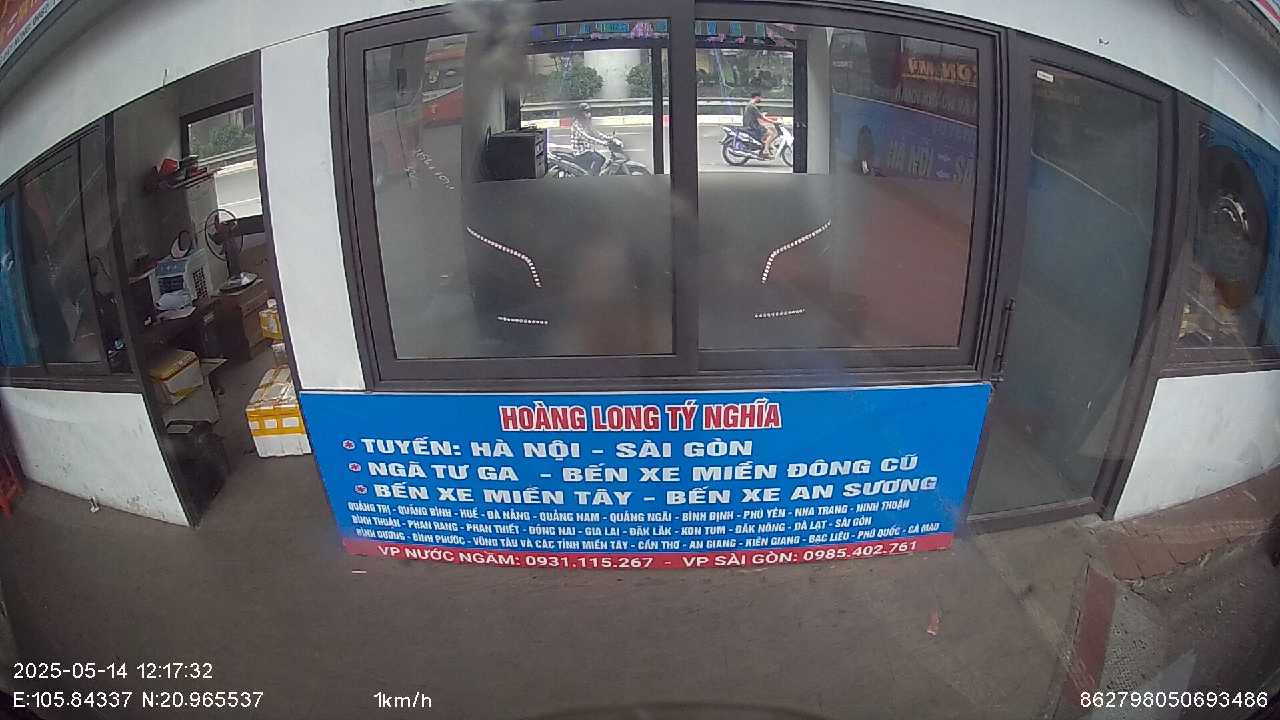 HOÀNG LONG TÝ NGHĨA
* TUYẾN: HÀ NỘI - SÀI GÒN
* NGÃ TƯ GA - BẾN XE MIỀN ĐÔNG CŨ
* BẾN XE MIỀN TÂY - BẾN XE AN SƯƠNG
QUẢNG TRỊ - QUẢNG BÌNH - HUẾ - ĐÀ NẴNG - QUẢNG NAM - QUẢNG NGÃI - BÌNH ĐỊNH - PHÚ YÊN - NHA TRANG - NINH THUẬN
BÌNH THUẬN - PHAN RANG - PHAN THIẾT - ĐỒNG NAI - GIA LAI - ĐĂK LĂK - KON TUM - ĐĂK NÔNG - ĐÀ LẠT - SÀI GÒN
BÌNH DƯƠNG - BÌNH PHƯỚC - VŨNG TÀU VÀ CÁC TỈNH MIỀN TÂY - CẦN THƠ - AN GIANG - KIÊN GIANG - BẠC LIÊU - PHÚ QUỐC - CÀ MAU
VP NƯỚC NGẦM: 0931.115.267 - VP SÀI GÒN: 0985.402.761
2025-05-14 12:17:32
E:105.84337 N:20.965537 1km/h 862798050693486